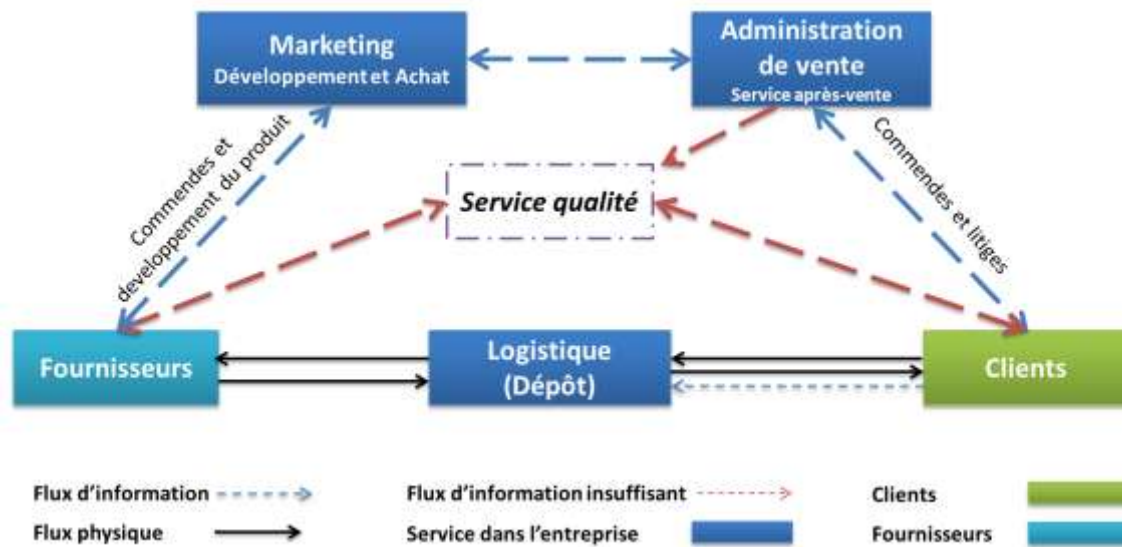 Marketing
Développement et Achat
Administration
de vente
Service après-vente
Commendes et
developpement du produit
Service qualité
Commendes et litiges
Fournisseurs
Logistique
(Dépôt)
Clients
Flux d'information
Flux d'information insuffisant
Clients
Flux physique
Service dans l'entreprise
Fournisseurs